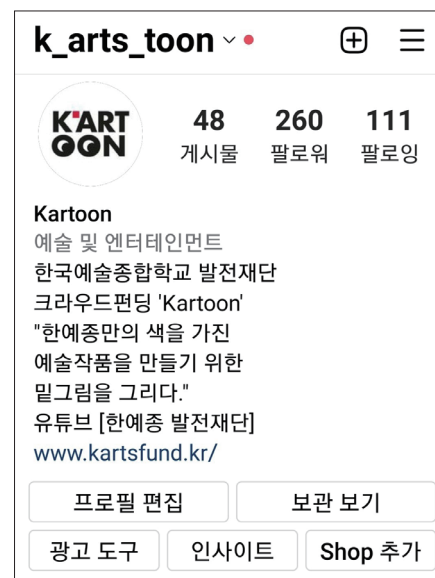 k_arts_toon
K'ART
OON
48 260 111
게시물 팔로워 팔로잉
Kartoon
예술 및 엔터테인먼트
한국예술종합학교 발전재단
크라우드펀딩 'Kartoon'
"한예종만의 색을 가진
예술작품을 만들기 위한
밑그림을 그리다."
유튜브 [한예종 발전재단]
www.kartsfund.kr/
프로필 편집 보관 보기
광고 도구 인사이트 Shop 추가